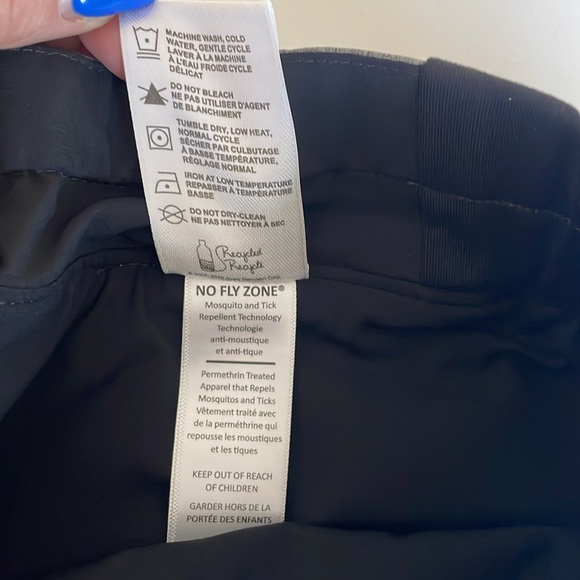 MACHINE WASH, COLD
WATER, GENTLE CYCLE
LAVER À LA MACHINE
À L'EAU FROIDE CYCLE
DÉLICAT
DO NOT BLEACH
NE PAS UTILISER D'AGENT
DE BLANCHIMENT
TUMBLE DRY, LOW HEAT,
NORMAL CYCLE
SÉCHER PAR CULBUTAGE
À BASSE TEMPÉRATURE,
RÉGLAGE NORMAL
IRON AT LOW TEMPERATURE
REPASSER À TEMPÉRATURE
BASSE
DO NOT DRY-CLEAN
NE PAS NETTOYER À SEC
Recycled
Recyclé
NO FLY ZONE®
Mosquito and Tick
Repellent Technology
Technologie
anti-moustique
et anti-tique
Permethrin Treated
Apparel that Repels
Mosquitos and Ticks
Vêtement traité avec
de la perméthrine qui
repousse les moustiques
et les tiques
KEEP OUT OF REACH
OF CHILDREN
GARDER HORS DE LA
PORTÉE DES ENFANTS